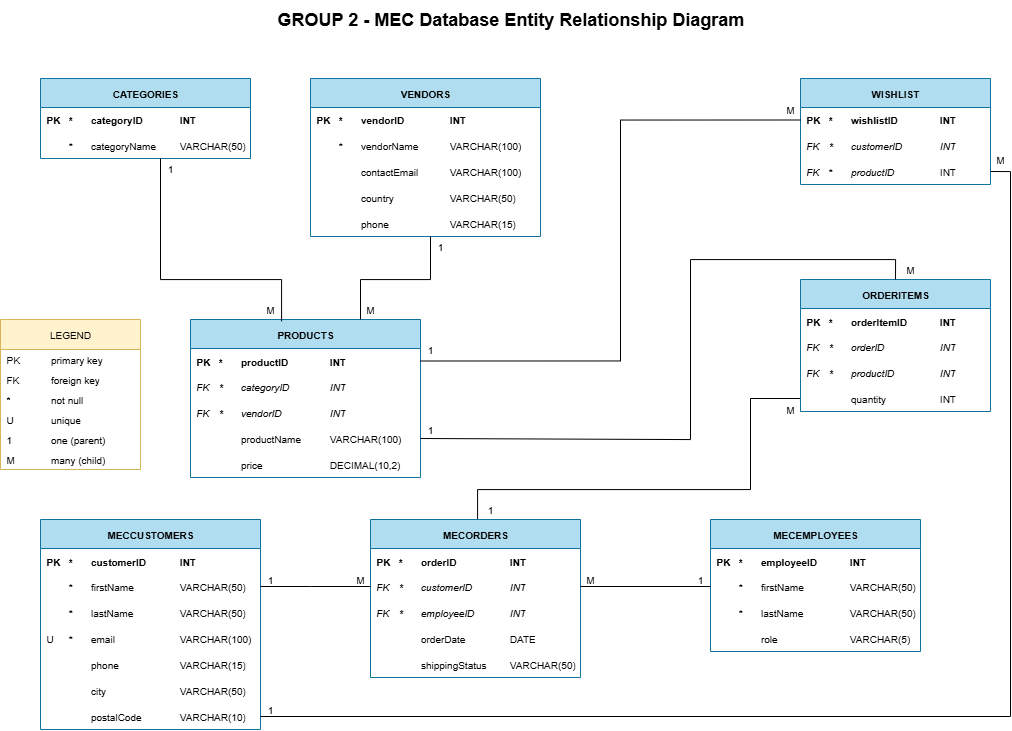 GROUP 2 - MEC Database Entity Relationship Diagram
CATEGORIES
PK * categoryID INT
* categoryName VARCHAR(50)
1
VENDORS
PK * vendorID INT
* vendorName VARCHAR(100)
contactEmail VARCHAR(100)
country VARCHAR(50)
phone VARCHAR(15)
1
M
WISHLIST
PK * wishlistID INT
FK * customerID INT
FK * productID INT
M
M
M
LEGEND
PK primary key
FK foreign key
* not null
U unique
1 one (parent)
M many (child)
PRODUCTS
PK * productID INT
FK * categoryID INT
FK * vendorID INT
productName VARCHAR(100)
price DECIMAL(10,2)
1
1
M
ORDERITEMS
PK * orderItemID INT
FK * orderID INT
FK * productID INT
quantity INT
M
MECCUSTOMERS
PK * customerID INT
* firstName VARCHAR(50)
* lastName VARCHAR(50)
U * email VARCHAR(100)
phone VARCHAR(15)
city VARCHAR(50)
postalCode VARCHAR(10)
1
M
1
1
MECORDERS
PK * orderID INT
FK * customerID INT
FK * employeeID INT
orderDate DATE
shippingStatus VARCHAR(50)
M
1
MECEMPLOYEES
PK * employeeID INT
* firstName VARCHAR(50)
* lastName VARCHAR(50)
role VARCHAR(5)